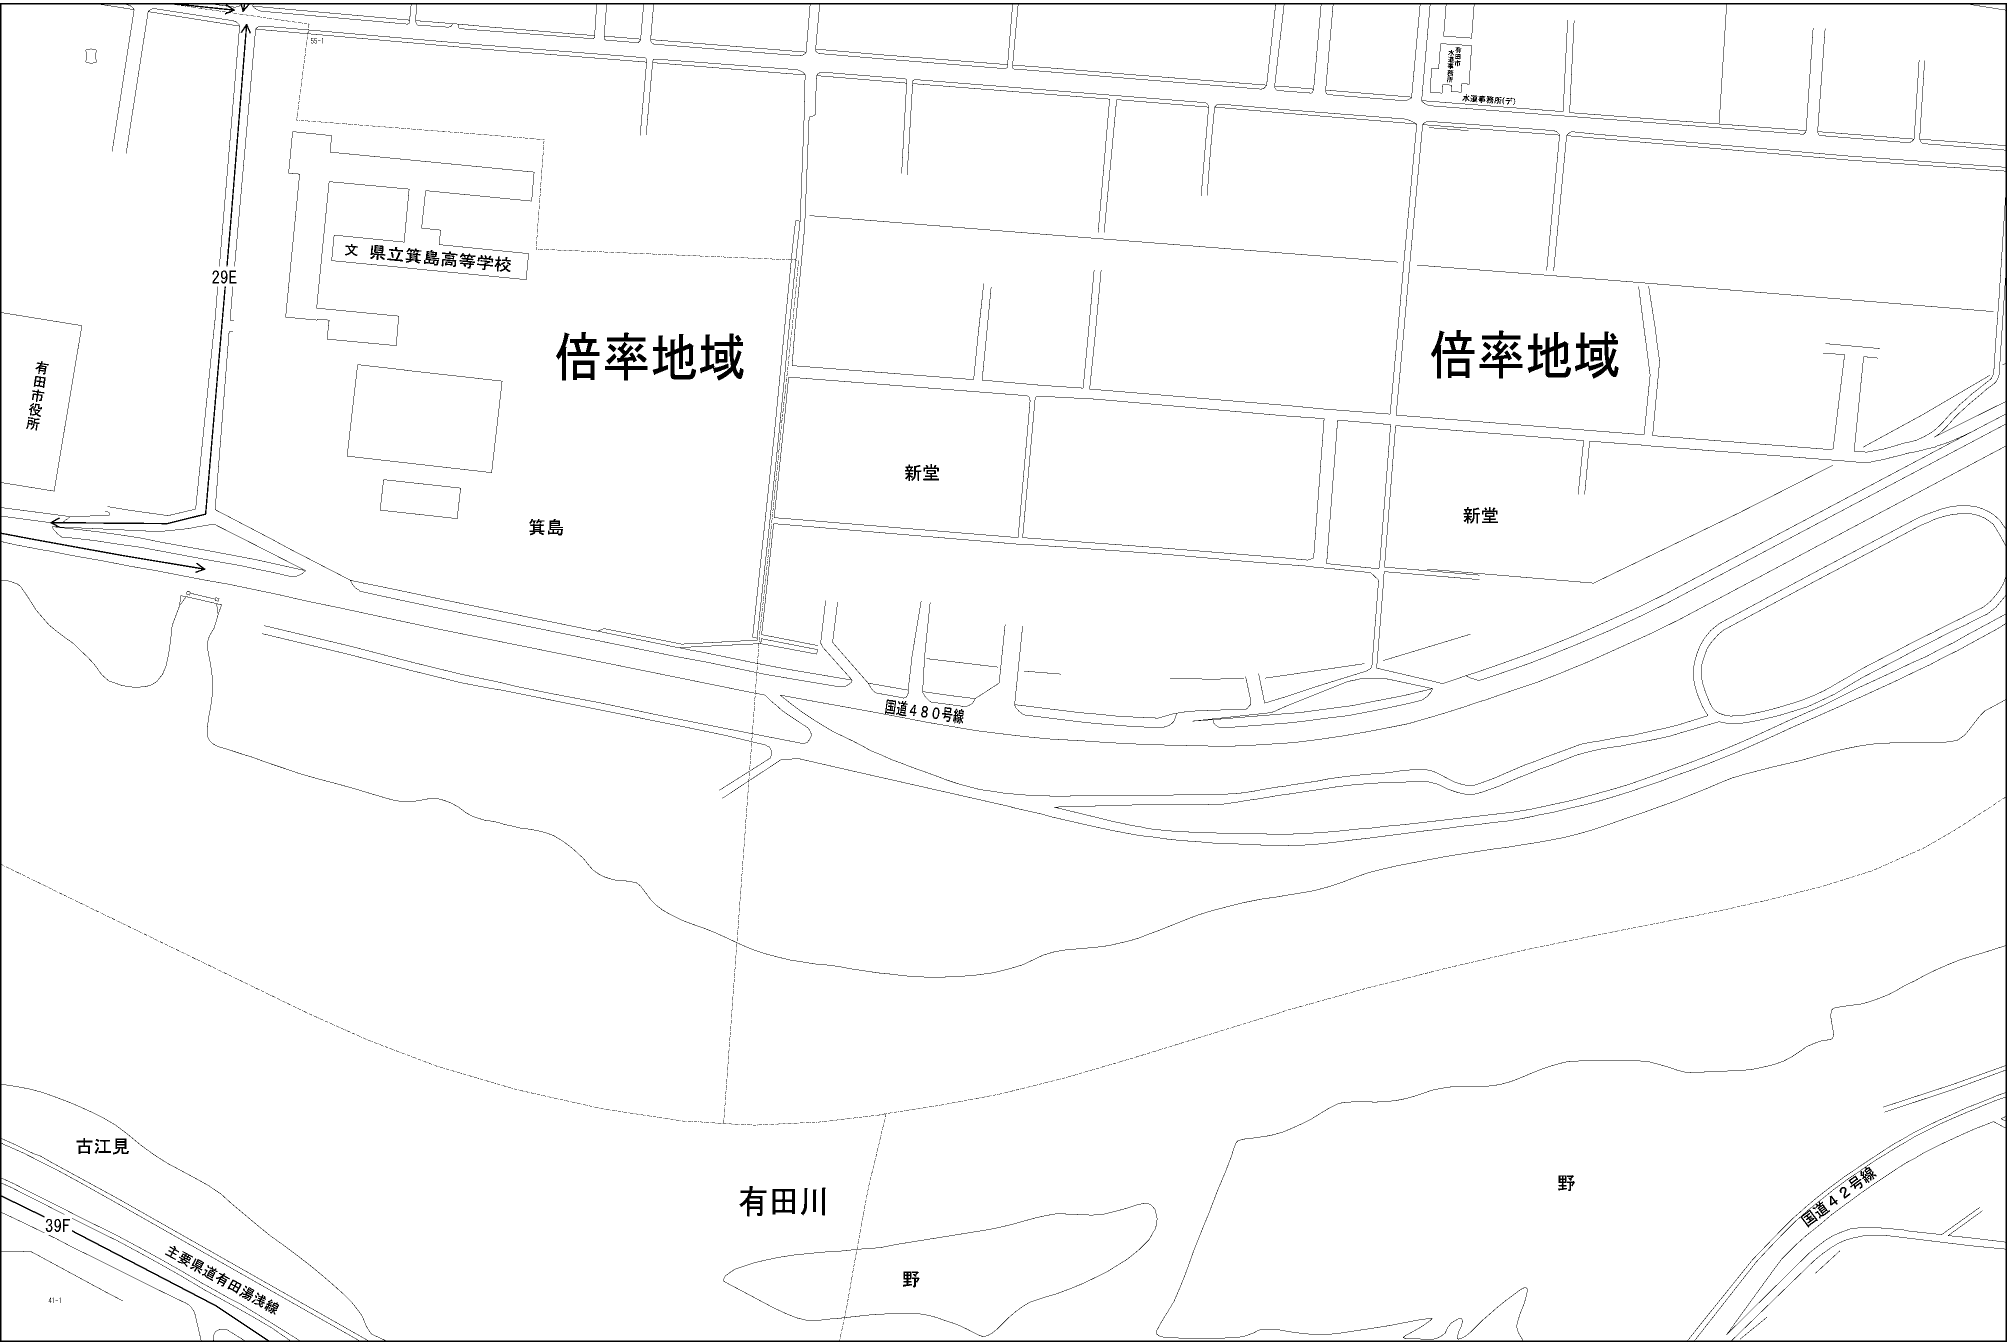 55-1
有田市
水道事務所
水道事務所(デ)
文 県立箕島高等学校
29E
倍率地域
倍率地域
有田市役所
新堂
新堂
箕島
国道480号線
古江見
有田川
野
国道42号線
39F
主要県道有田湯浅線
野
41-1